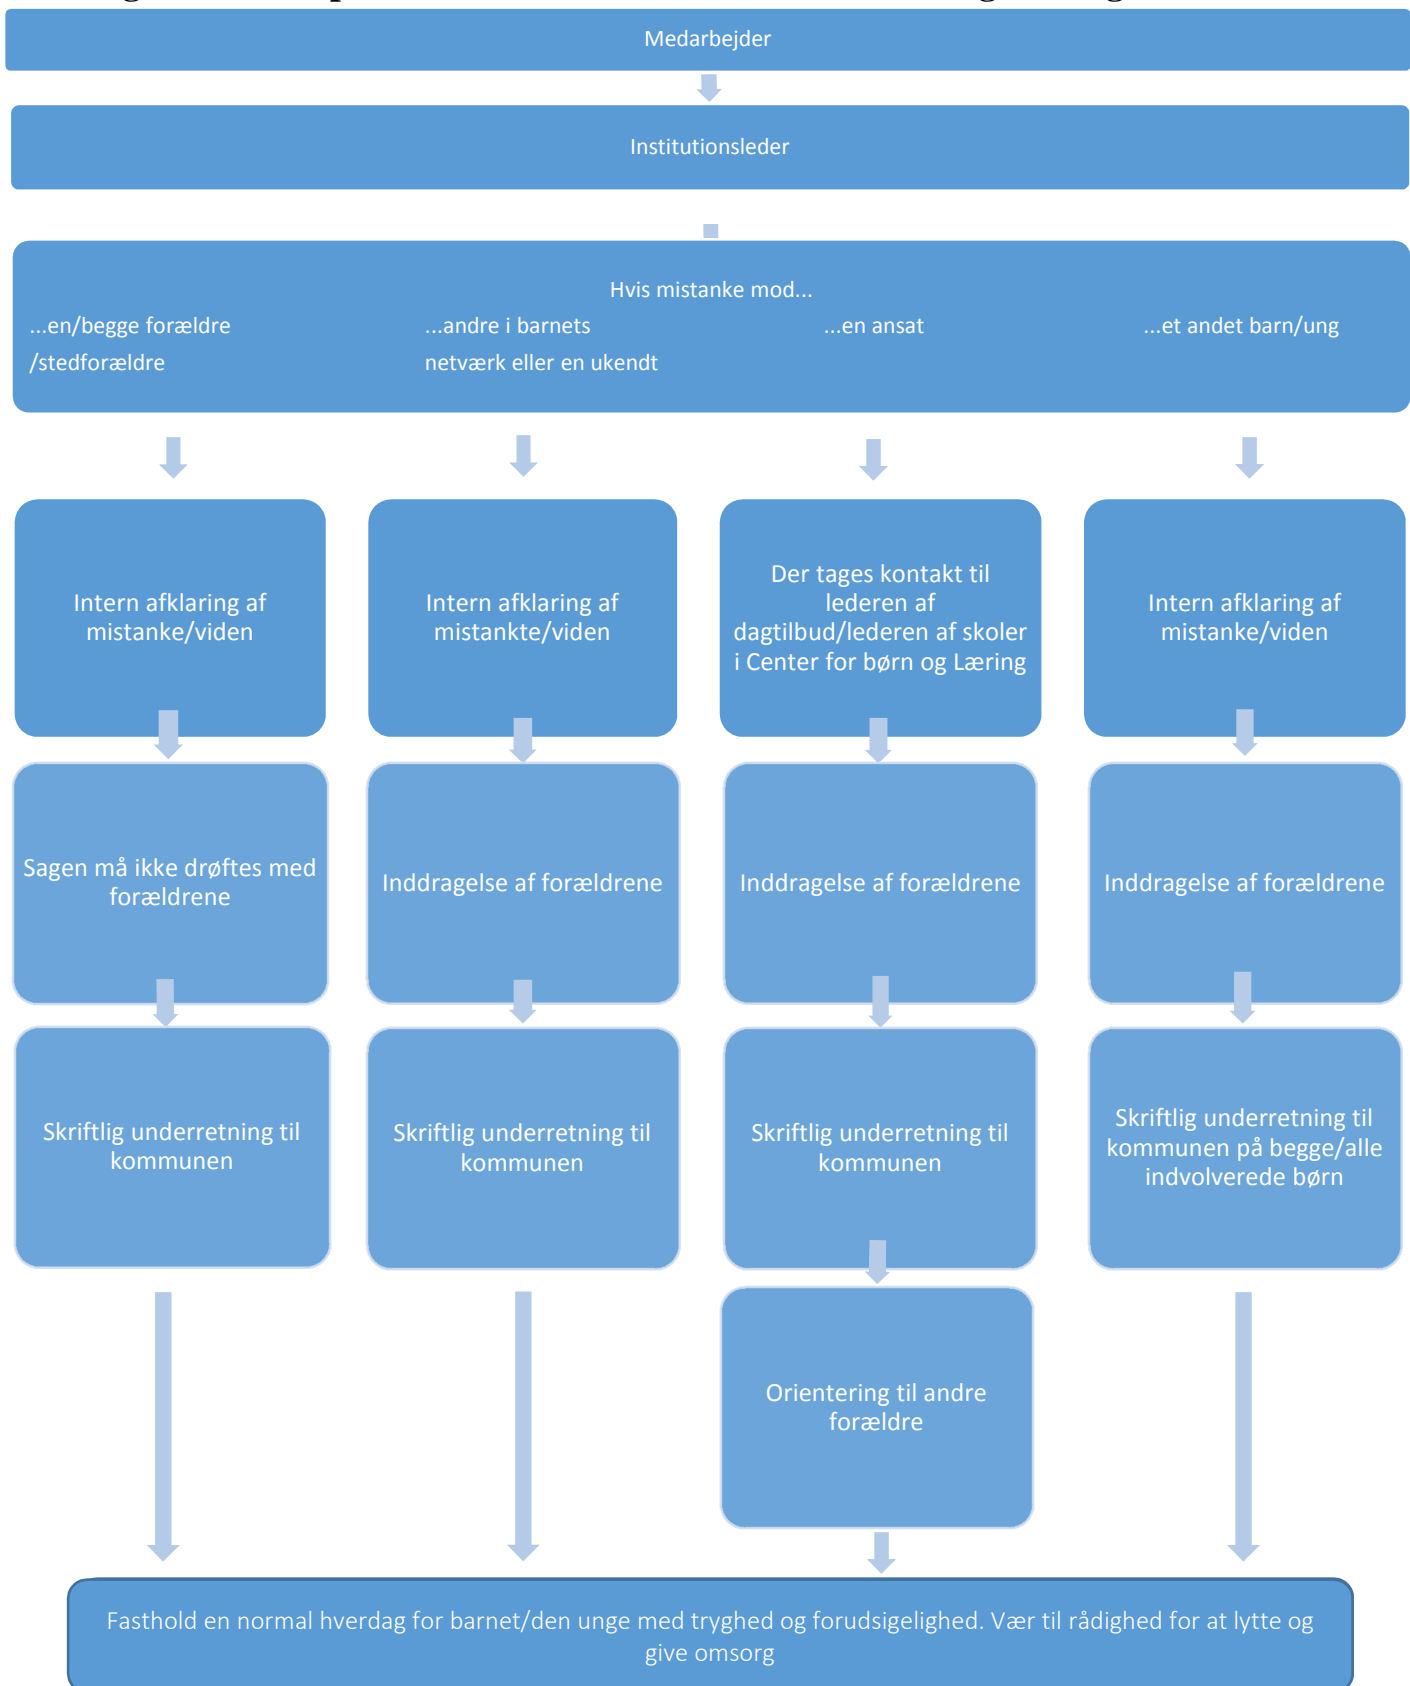 Medarbejder
Institutionsleder
Hvis mistanke mod...
...en/begge forældre
/stedforældre
...andre i barnets
netværk eller en ukendt
...en ansat
...et andet barn/ung
Intern afklaring af
mistanke/viden
Intern afklaring af
mistankte/viden
Der tages kontakt til
lederen af
dagtilbud/lederen af skoler
i Center for børn og Læring
Intern afklaring af
mistanke/viden
Sagen må ikke drøftes med
forældrene
Inddragelse af forældrene
Inddragelse af forældrene
Inddragelse af forældrene
Skriftlig underretning til
kommunen
Skriftlig underretning til
kommunen
Skriftlig underretning til
kommunen
Skriftlig underretning til
kommunen på begge/alle
indvolverede børn
Orientering til andre
forældre
Fasthold en normal hverdag for barnet/den unge med tryghed og forudsigelighed. Vær til rådighed for at lytte og
give omsorg